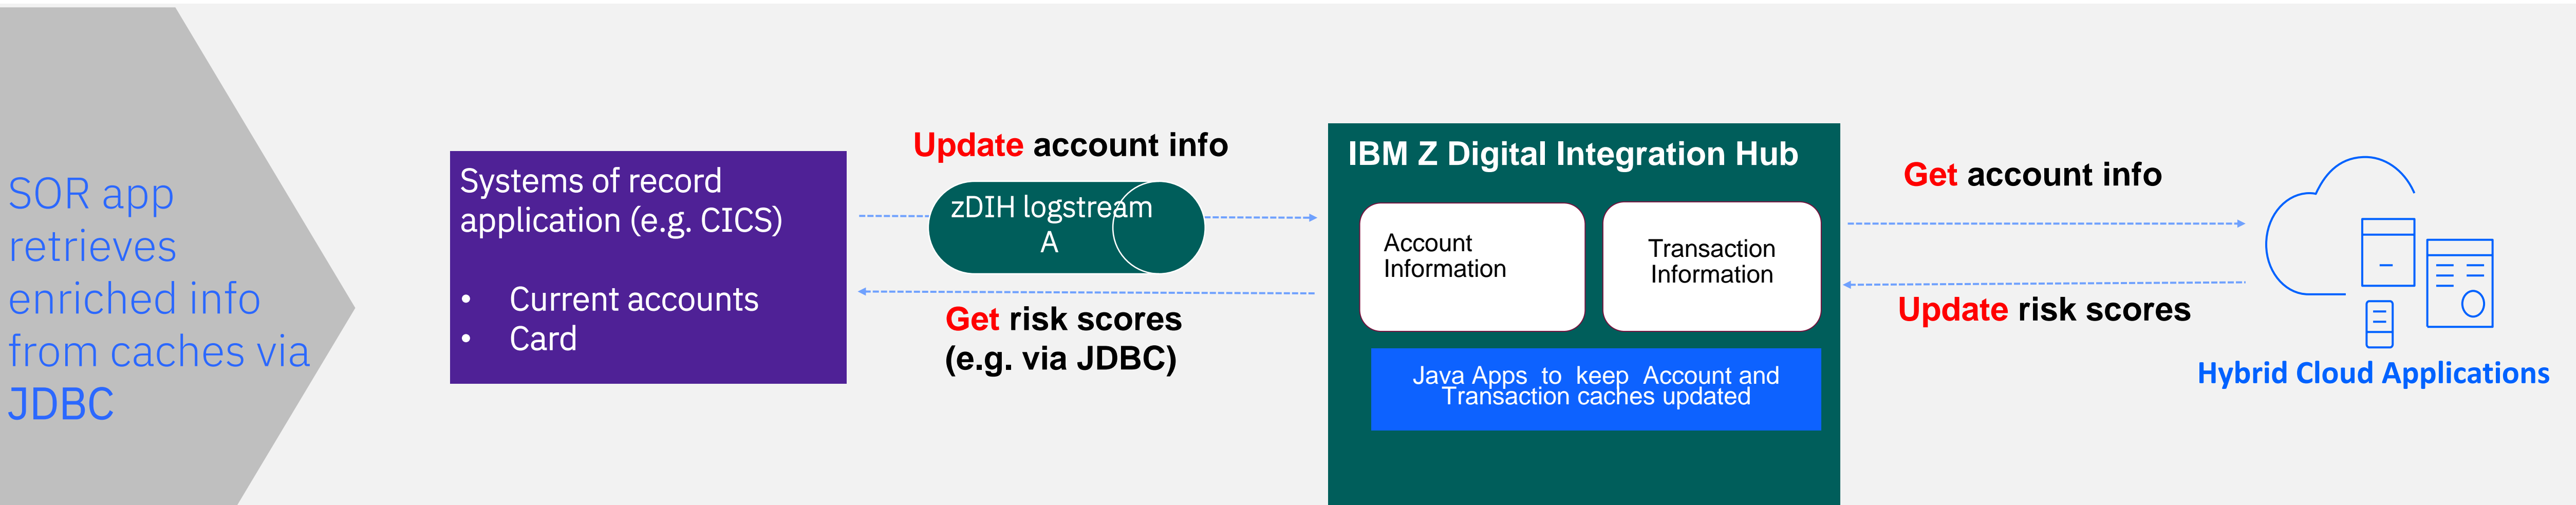 SOR app
retrieves
enriched info
from caches via
JDBC
Systems of record
application (e.g. CICS)
• Current accounts
• Card
Update account info
zDIH logstream
A
Get risk scores
(e.g. via JDBC)
IBM Z Digital Integration Hub
Account
Information
Transaction
Information
Java Apps to keep Account and
Transaction caches updated
Get account info
Update risk scores
Hybrid Cloud Applications